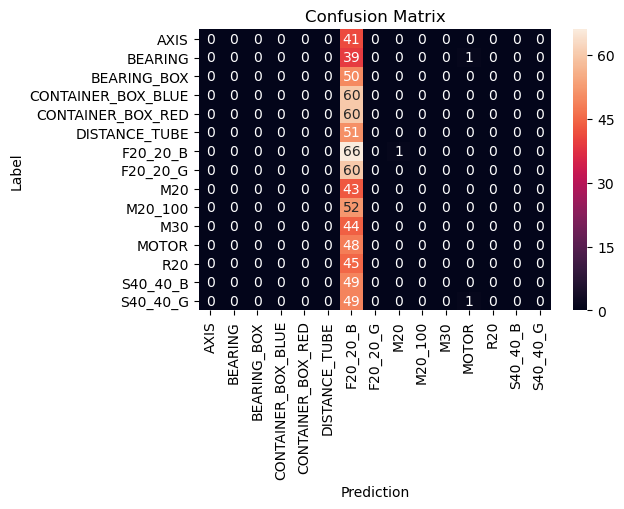 Confusion Matrix
Label
AXIS 0 0 0 0 0 0 41 0 0 0 0 0 0 0 0
BEARING 0 0 0 0 0 0 39 0 0 0 0 1 0 0 0
BEARING_BOX 0 0 0 0 0 0 50 0 0 0 0 0 0 0 0
CONTAINER_BOX_BLUE 0 0 0 0 0 0 60 0 0 0 0 0 0 0 0
CONTAINER_BOX_RED 0 0 0 0 0 0 60 0 0 0 0 0 0 0 0
DISTANCE_TUBE 0 0 0 0 0 0 51 0 0 0 0 0 0 0 0
F20_20_B 0 0 0 0 0 0 66 0 1 0 0 0 0 0 0
F20_20_G 0 0 0 0 0 0 60 0 0 0 0 0 0 0 0
M20 0 0 0 0 0 0 43 0 0 0 0 0 0 0 0
M20_100 0 0 0 0 0 0 52 0 0 0 0 0 0 0 0
M30 0 0 0 0 0 0 44 0 0 0 0 0 0 0 0
MOTOR 0 0 0 0 0 0 48 0 0 0 0 0 0 0 0
R20 0 0 0 0 0 0 45 0 0 0 0 0 0 0 0
S40_40_B 0 0 0 0 0 0 49 0 0 0 0 0 0 0 0
S40_40_G 0 0 0 0 0 0 49 0 0 0 0 1 0 0 0
AXIS
BEARING
BEARING_BOX
CONTAINER_BOX_BLUE
CONTAINER_BOX_RED
DISTANCE_TUBE
F20_20_B
F20_20_G
M20
M20_100
M30
MOTOR
R20
S40_40_B
S40_40_G
Prediction
60
45
30
15
0